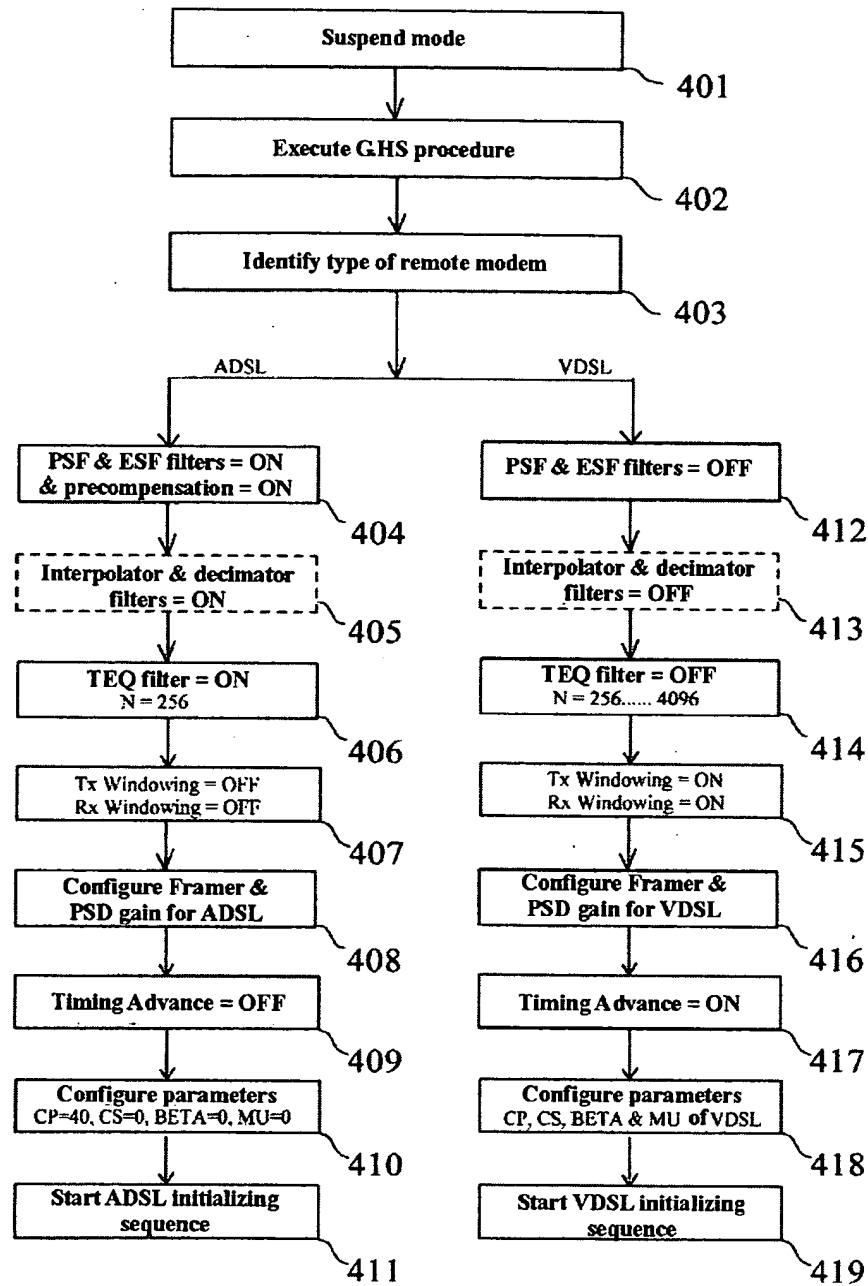 Suspend mode
401
Execute G.HS procedure
402
Identify type of remote modem
403
ADSL
VDSL
PSF & ESF filters = ON
& precompensation = ON
404
Interpolator & decimator
filters = ON
405
TEQ filter = ON
N = 256
406
Tx Windowing = OFF
Rx Windowing = OFF
407
Configure Framer &
PSD gain for ADSL
408
Timing Advance = OFF
409
Configure parameters
CP=40, CS=0, BETA=0, MU=0
410
Start ADSL initializing
sequence
411
PSF & ESF filters = OFF
412
Interpolator & decimator
filters = OFF
413
TEQ filter = OFF
N = 256...... 4096
414
Tx Windowing = ON
Rx Windowing = ON
415
Configure Framer &
PSD gain for VDSL
416
Timing Advance = ON
417
Configure parameters
CP, CS, BETA & MU of VDSL
418
Start VDSL initializing
sequence
419